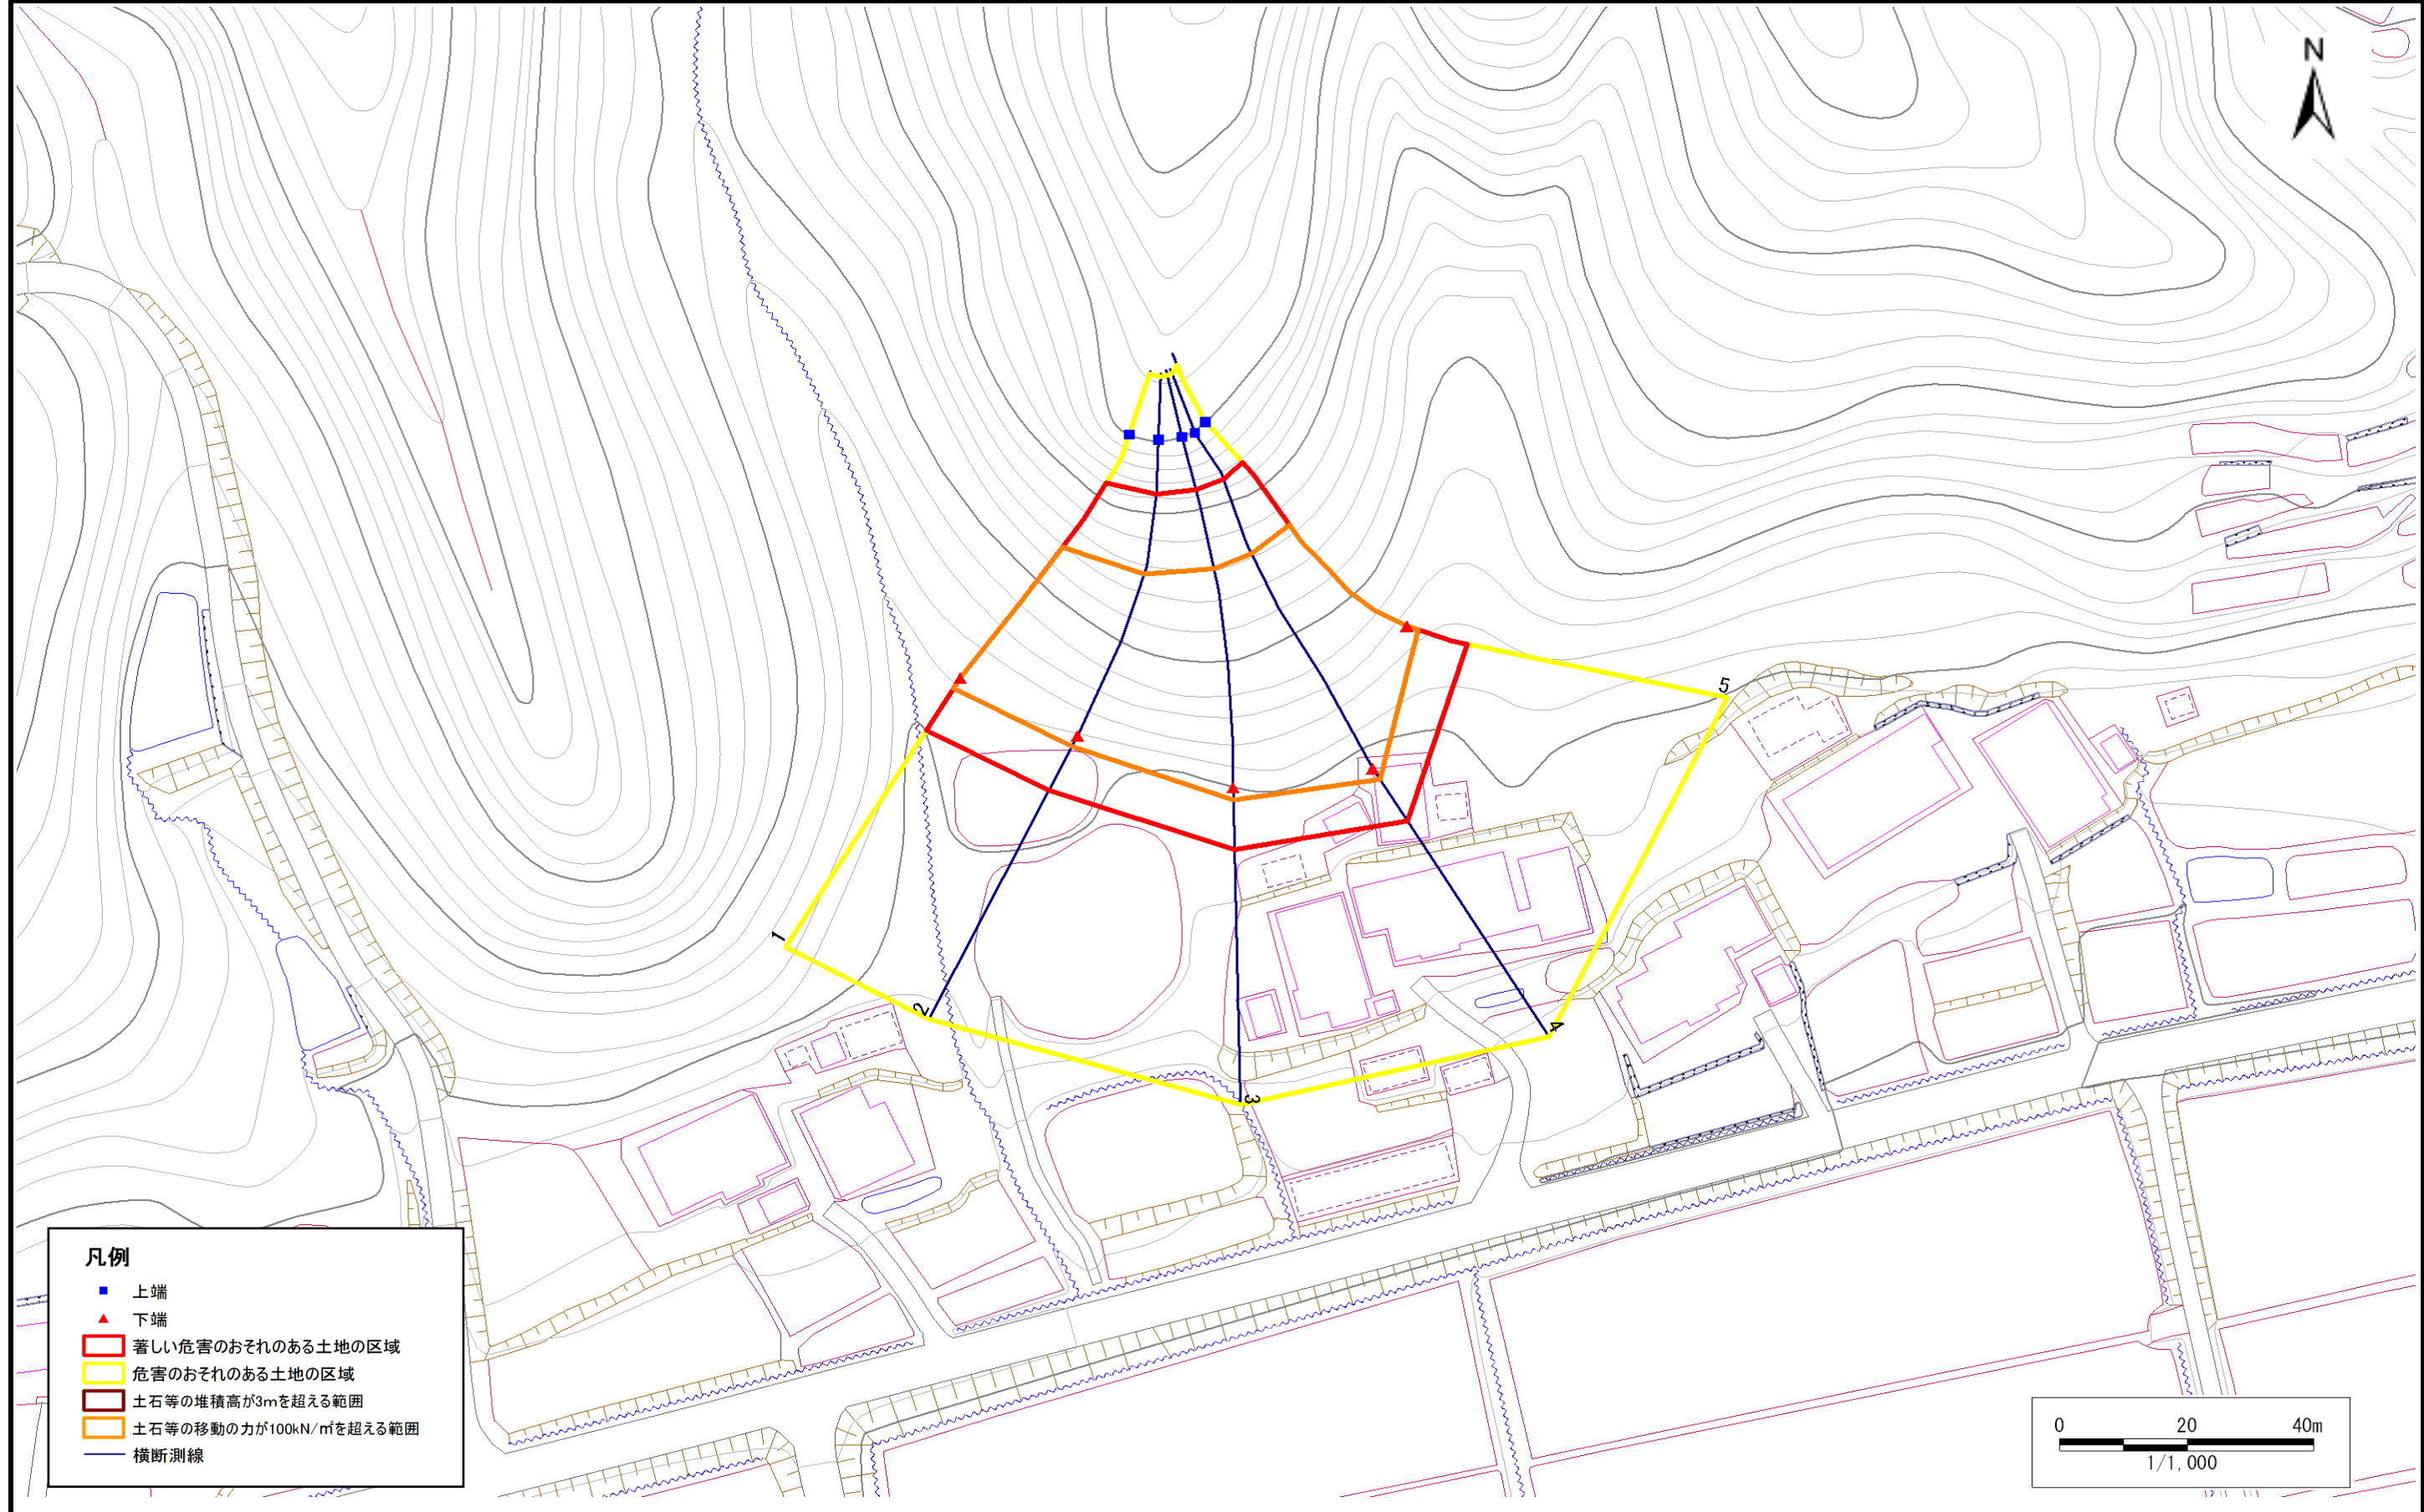 N
5
1
2
4
3
凡例
上端
下端
著しい危害のおそれのある土地の区域
危害のおそれのある土地の区域
土石等の堆積高が3mを超える範囲
土石等の移動の力が100kN/㎡を超える範囲
横断測線
0 20 40m
1/1,000